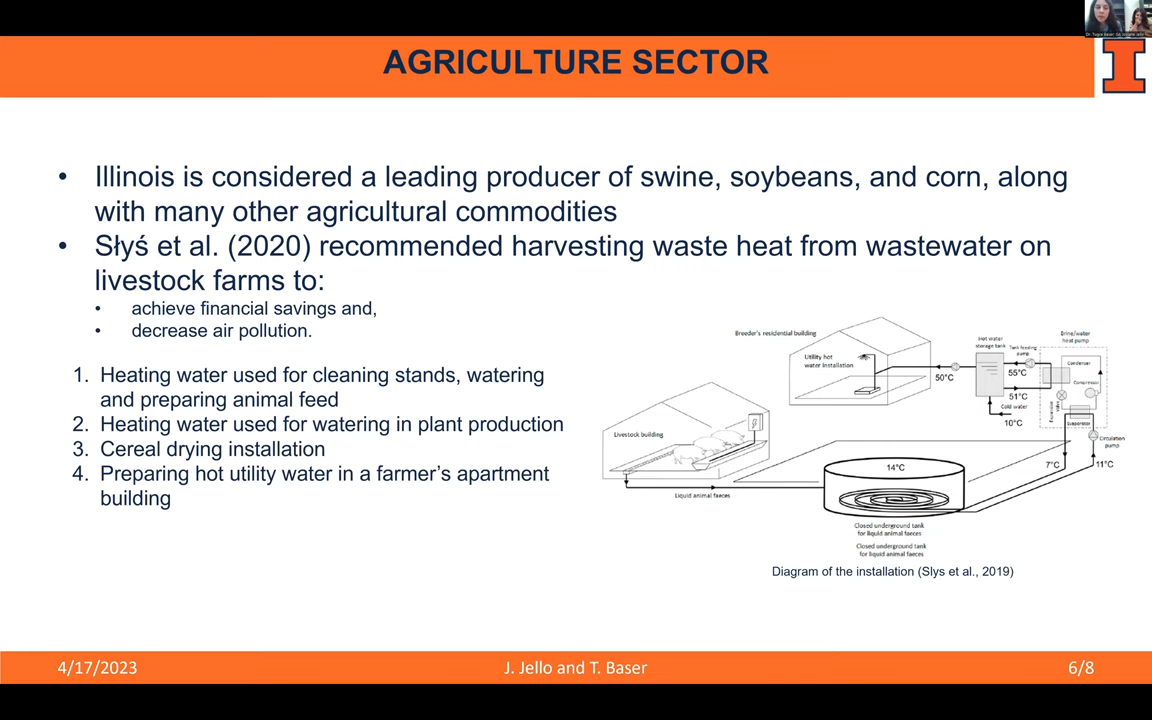 AGRICULTURE SECTOR
• Illinois is considered a leading producer of swine, soybeans, and corn, along
with many other agricultural commodities
• Słyś et al. (2020) recommended harvesting waste heat from wastewater on
livestock farms to:
• achieve financial savings and,
• decrease air pollution.
1. Heating water used for cleaning stands, watering
and preparing animal feed
2. Heating water used for watering in plant production
3. Cereal drying installation
4. Preparing hot utility water in a farmer’s apartment
building
Breeder's residential building
Utility hot
water installation
Hot water
storage tank
Tank feeding
pump
Brine/water
heat pump
Condenser
Compressor
Expansion
valve
Evaporator
50°C
55°C
51°C
Cold water
10°C
Circulation
pump
7°C
11°C
Livestock building
Liquid animal faeces
14°C
Closed underground tank
for liquid animal faeces
Closed underground tank
for liquid animal faeces
Diagram of the installation (Slys et al., 2019)
4/17/2023
J. Jello and T. Baser
6/8